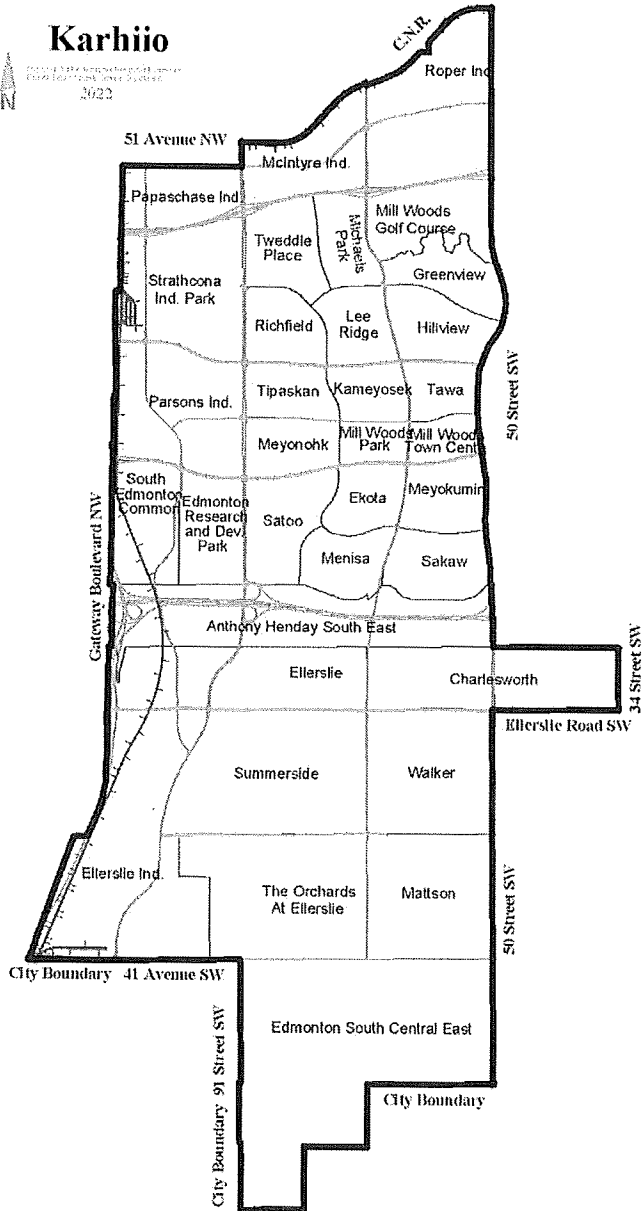 Karhiio
N
2022
C.N.R.
Roper Ind
51 Avenue NW
McIntyre Ind.
Papaschase Ind
Mill Woods
Golf Course
Michaels
Park
Tweddle
Place
Greenview
Strathcona
Ind. Park
Richfield
Lee
Ridge
Hillview
50 Street SW
Tipaskan
Kameyosek
Tawa
Parsons Ind.
Meyonohk
Mill Woods
Park
Mill Woods
Town Cent
South
Edmonton
Common
Edmonton
Research
and Dev.
Park
Satoo
Ekota
Meyokumin
Menisa
Sakaw
Gateway Boulevard NW
Anthony Henday South East
Ellerslie
Charlesworth
34 Street SW
Ellerslie Road SW
Summerside
Walker
Ellerslie Ind.
The Orchards
At Ellerslie
Mattson
50 Street SW
City Boundary 41 Avenue SW
Edmonton South Central East
City Boundary 91 Street SW
City Boundary